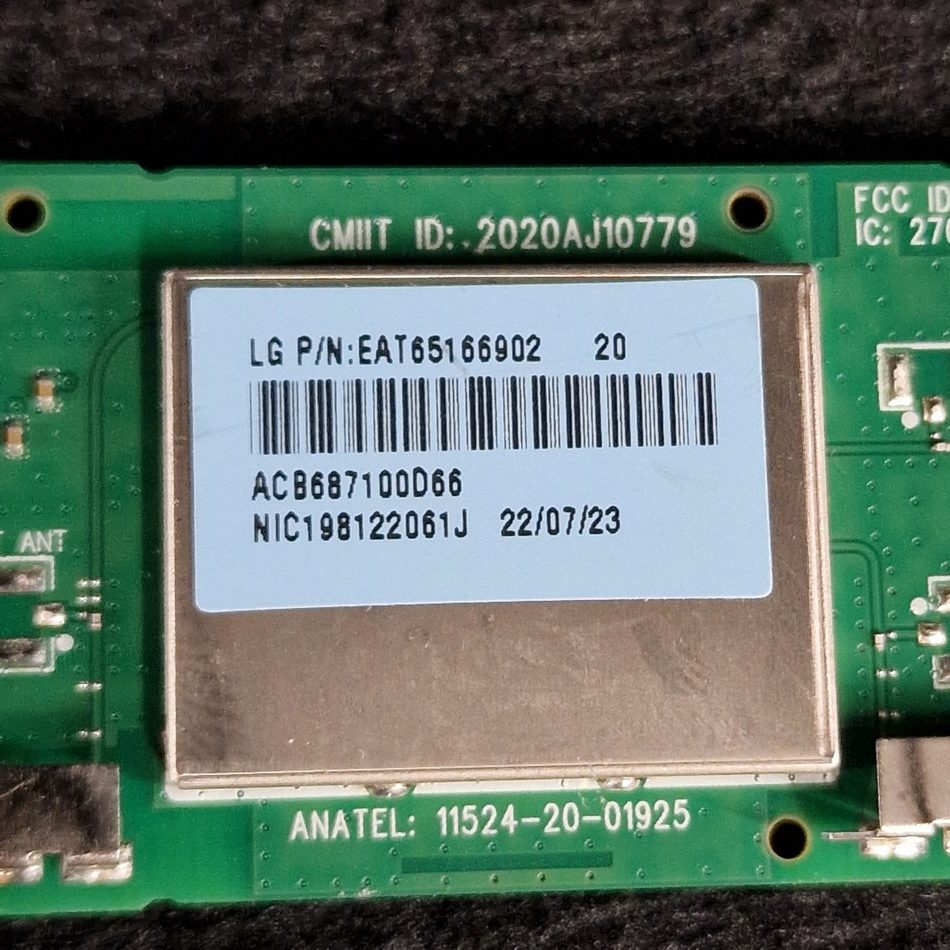 CMIIT ID: 2020AJ10779
FCC ID
IC: 270
LG P/N:EAT65166902 20
ACB687100D66
NIC198122061J 22/07/23
ANT
ANATEL: 11524-20-01925